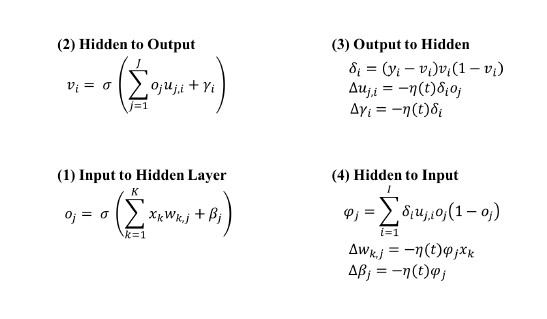 (2) Hidden to Output
v_i = σ ( ∑_{j=1}^{J} o_j u_{j,i} + γ_i )
(3) Output to Hidden
δ_i = (y_i − v_i)v_i(1 − v_i)
Δu_{j,i} = −η(t)δ_i o_j
Δγ_i = −η(t)δ_i
(1) Input to Hidden Layer
o_j = σ ( ∑_{k=1}^{K} x_k w_{k,j} + β_j )
(4) Hidden to Input
φ_j = ∑_{i=1}^{I} δ_i u_{j,i} o_j(1 − o_j)
Δw_{k,j} = −η(t)φ_j x_k
Δβ_j = −η(t)φ_j